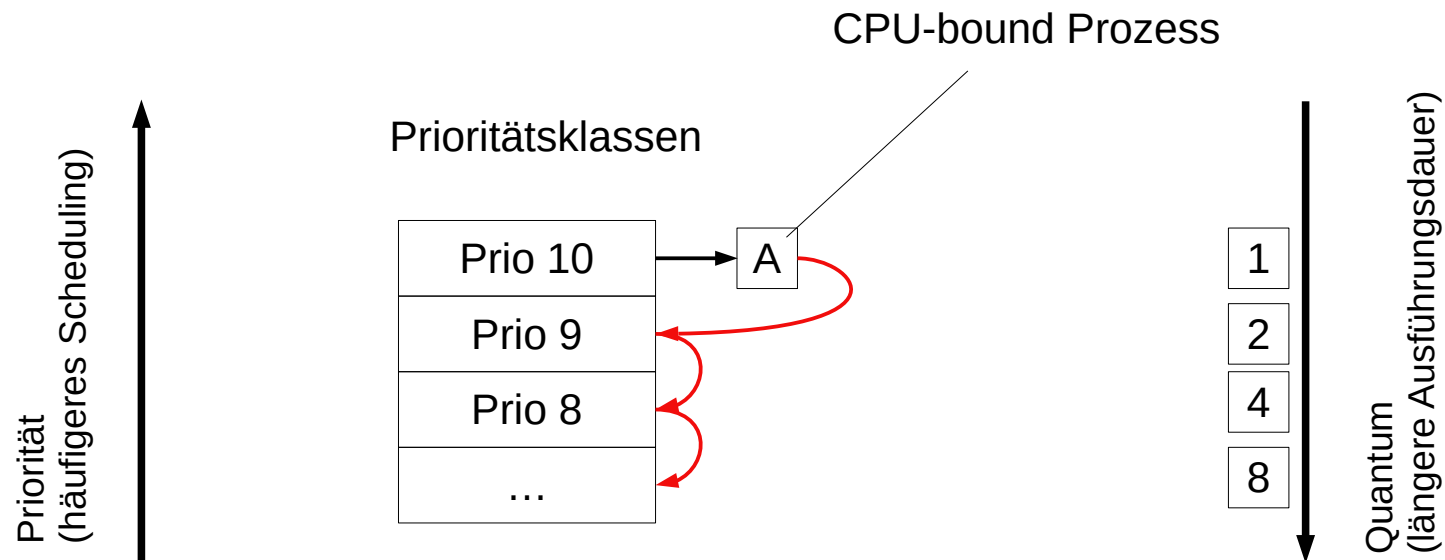 CPU-bound Prozess
Prioritätsklassen
Priorität
(häufigeres Scheduling)
Prio 10
A
1
Prio 9
2
Prio 8
4
...
8
Quantum
(längere Ausführungsdauer)